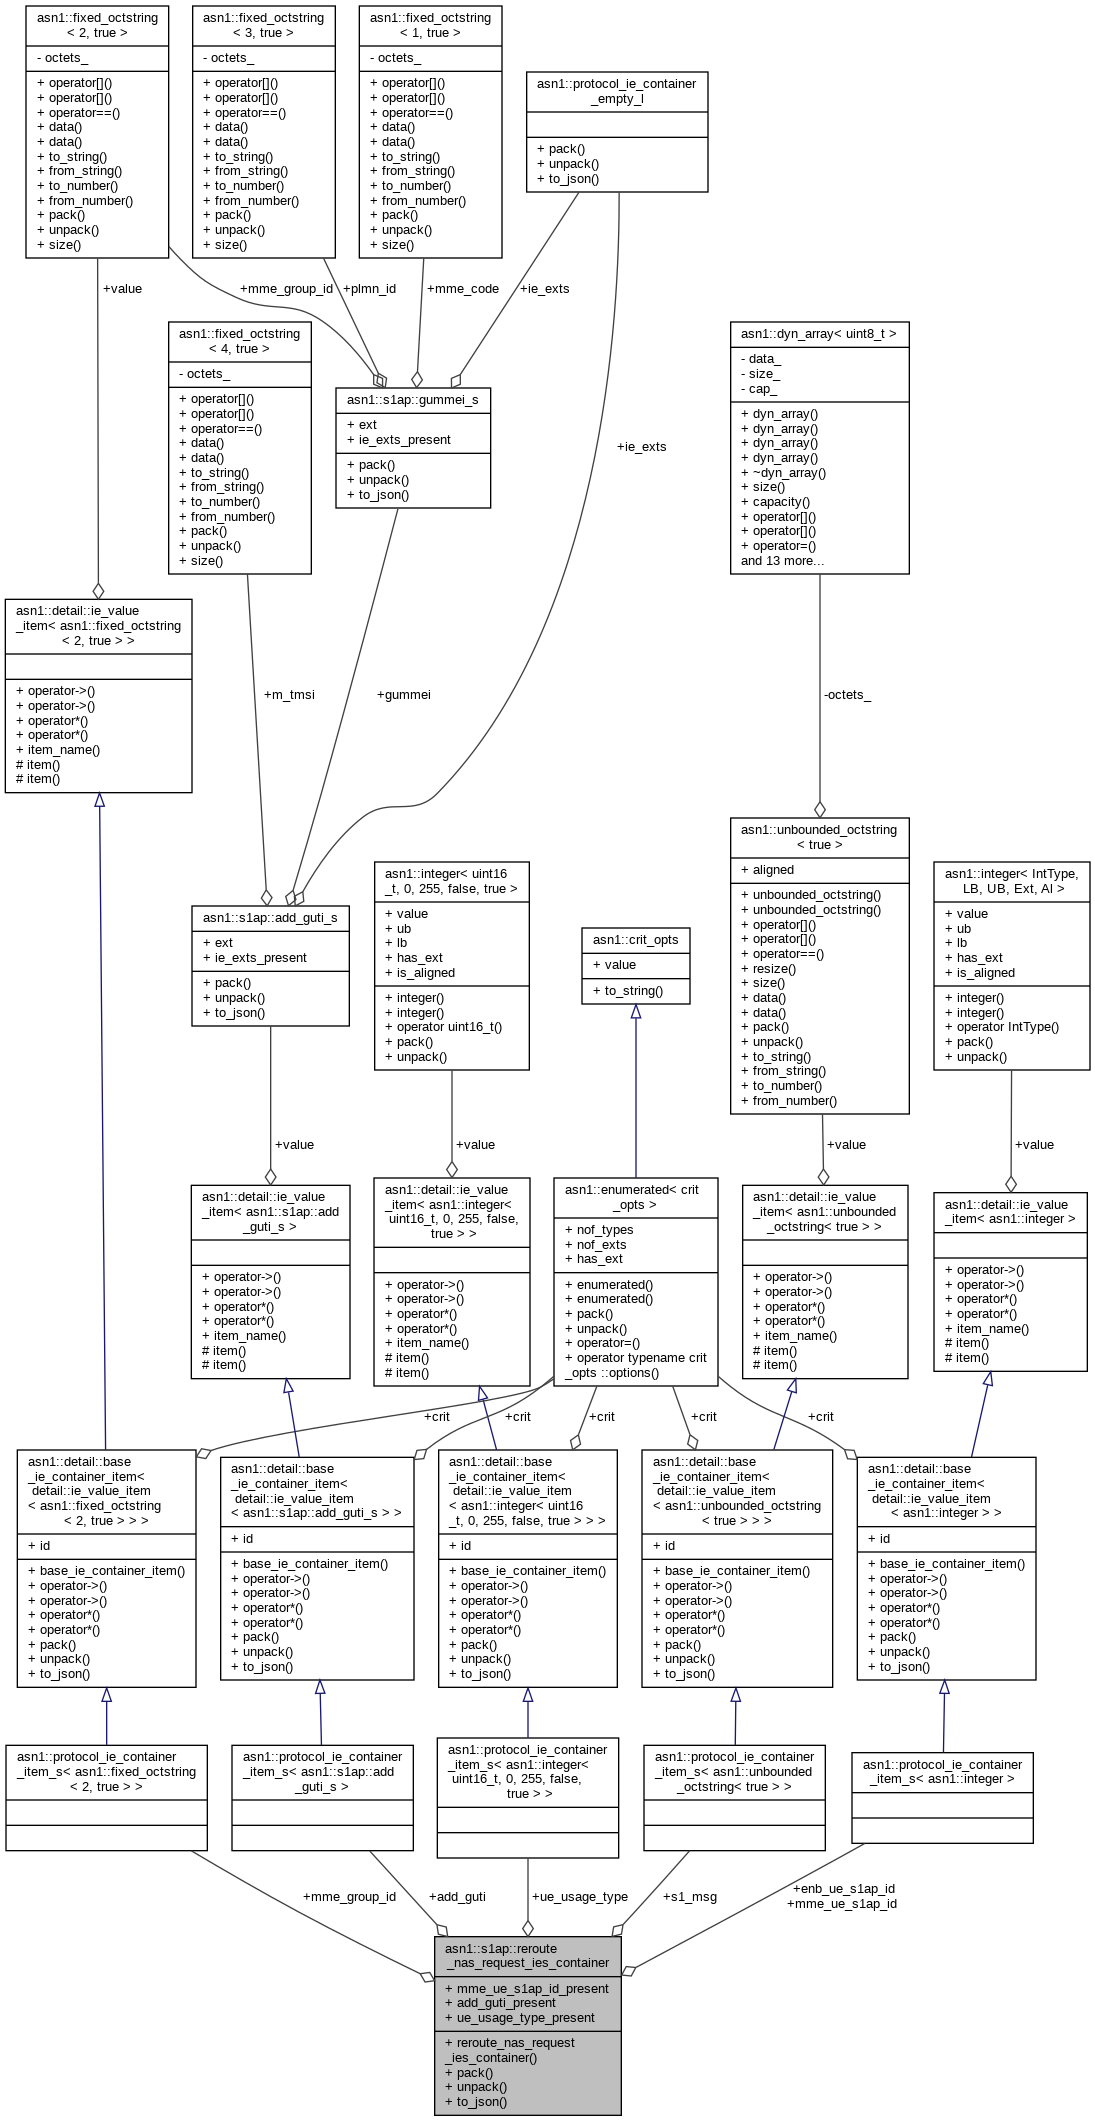 asn1::fixed_octstring
< 2, true >
- octets_
+ operator[]()
+ operator[]()
+ operator==()
+ data()
+ data()
+ to_string()
+ from_string()
+ to_number()
+ from_number()
+ pack()
+ unpack()
+ size()
asn1::fixed_octstring
< 3, true >
- octets_
+ operator[]()
+ operator[]()
+ operator==()
+ data()
+ data()
+ to_string()
+ from_string()
+ to_number()
+ from_number()
+ pack()
+ unpack()
+ size()
asn1::fixed_octstring
< 1, true >
- octets_
+ operator[]()
+ operator[]()
+ operator==()
+ data()
+ data()
+ to_string()
+ from_string()
+ to_number()
+ from_number()
+ pack()
+ unpack()
+ size()
asn1::protocol_ie_container
_empty_l
+ pack()
+ unpack()
+ to_json()
+value
+mme_group_id
+plmn_id
+mme_code
+ie_exts
asn1::fixed_octstring
< 4, true >
- octets_
+ operator[]()
+ operator[]()
+ operator==()
+ data()
+ data()
+ to_string()
+ from_string()
+ to_number()
+ from_number()
+ pack()
+ unpack()
+ size()
asn1::s1ap::gummei_s
+ ext
+ ie_exts_present
+ pack()
+ unpack()
+ to_json()
+ie_exts
asn1::dyn_array< uint8_t >
- data_
- size_
- cap_
+ dyn_array()
+ dyn_array()
+ dyn_array()
+ dyn_array()
+ ~dyn_array()
+ size()
+ capacity()
+ operator[]()
+ operator[]()
+ operator=()
and 13 more...
asn1::detail::ie_value
_item< asn1::fixed_octstring
< 2, true > >
+ operator->()
+ operator->()
+ operator*()
+ operator*()
+ item_name()
# item()
# item()
+m_tmsi
+gummei
-octets_
asn1::s1ap::add_guti_s
+ ext
+ ie_exts_present
+ pack()
+ unpack()
+ to_json()
asn1::integer< uint16
_t, 0, 255, false, true >
+ value
+ ub
+ lb
+ has_ext
+ is_aligned
+ integer()
+ integer()
+ operator uint16_t()
+ pack()
+ unpack()
asn1::crit_opts
+ value
+ to_string()
asn1::unbounded_octstring
< true >
+ aligned
+ unbounded_octstring()
+ unbounded_octstring()
+ operator[]()
+ operator[]()
+ operator==()
+ resize()
+ size()
+ data()
+ data()
+ pack()
+ unpack()
+ to_string()
+ from_string()
+ to_number()
+ from_number()
asn1::integer< IntType,
LB, UB, Ext, Al >
+ value
+ ub
+ lb
+ has_ext
+ is_aligned
+ integer()
+ integer()
+ operator IntType()
+ pack()
+ unpack()
+value
+value
+value
+value
asn1::detail::ie_value
_item< asn1::s1ap::add
_guti_s >
+ operator->()
+ operator->()
+ operator*()
+ operator*()
+ item_name()
# item()
# item()
asn1::detail::ie_value
_item< asn1::integer<
uint16_t, 0, 255, false,
true > >
+ operator->()
+ operator->()
+ operator*()
+ operator*()
+ item_name()
# item()
# item()
asn1::enumerated< crit
_opts >
+ nof_types
+ nof_exts
+ has_ext
+ enumerated()
+ enumerated()
+ pack()
+ unpack()
+ operator=()
+ operator typename crit
_opts ::options()
asn1::detail::ie_value
_item< asn1::unbounded
_octstring< true > >
+ operator->()
+ operator->()
+ operator*()
+ operator*()
+ item_name()
# item()
# item()
asn1::detail::ie_value
_item< asn1::integer >
+ operator->()
+ operator->()
+ operator*()
+ operator*()
+ item_name()
# item()
# item()
+crit
+crit
+crit
+crit
+crit
asn1::detail::base
_ie_container_item<
detail::ie_value_item
< asn1::fixed_octstring
< 2, true > > >
+ id
+ base_ie_container_item()
+ operator->()
+ operator->()
+ operator*()
+ operator*()
+ pack()
+ unpack()
+ to_json()
asn1::detail::base
_ie_container_item<
detail::ie_value_item
< asn1::s1ap::add_guti_s > >
+ id
+ base_ie_container_item()
+ operator->()
+ operator->()
+ operator*()
+ operator*()
+ pack()
+ unpack()
+ to_json()
asn1::detail::base
_ie_container_item<
detail::ie_value_item
< asn1::integer< uint16
_t, 0, 255, false, true > > >
+ id
+ base_ie_container_item()
+ operator->()
+ operator->()
+ operator*()
+ operator*()
+ pack()
+ unpack()
+ to_json()
asn1::detail::base
_ie_container_item<
detail::ie_value_item
< asn1::unbounded_octstring
< true > > >
+ id
+ base_ie_container_item()
+ operator->()
+ operator->()
+ operator*()
+ operator*()
+ pack()
+ unpack()
+ to_json()
asn1::detail::base
_ie_container_item<
detail::ie_value_item
< asn1::integer > >
+ id
+ base_ie_container_item()
+ operator->()
+ operator->()
+ operator*()
+ operator*()
+ pack()
+ unpack()
+ to_json()
asn1::protocol_ie_container
_item_s< asn1::fixed_octstring
< 2, true > >
asn1::protocol_ie_container
_item_s< asn1::s1ap::add
_guti_s >
asn1::protocol_ie_container
_item_s< asn1::integer<
uint16_t, 0, 255, false,
true > >
asn1::protocol_ie_container
_item_s< asn1::unbounded
_octstring< true > >
asn1::protocol_ie_container
_item_s< asn1::integer >
+mme_group_id
+add_guti
+ue_usage_type
+s1_msg
+enb_ue_s1ap_id
+mme_ue_s1ap_id
asn1::s1ap::reroute
_nas_request_ies_container
+ mme_ue_s1ap_id_present
+ add_guti_present
+ ue_usage_type_present
+ reroute_nas_request
_ies_container()
+ pack()
+ unpack()
+ to_json()